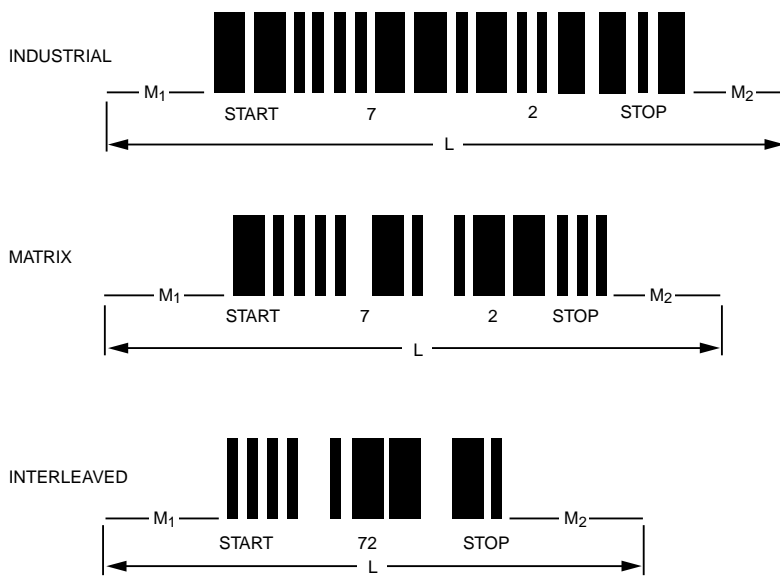 INDUSTRIAL
M1 M2
START 7 2 STOP
L
MATRIX
M1 M2
START 7 2 STOP
L
INTERLEAVED
M1 M2
START 72 STOP
L